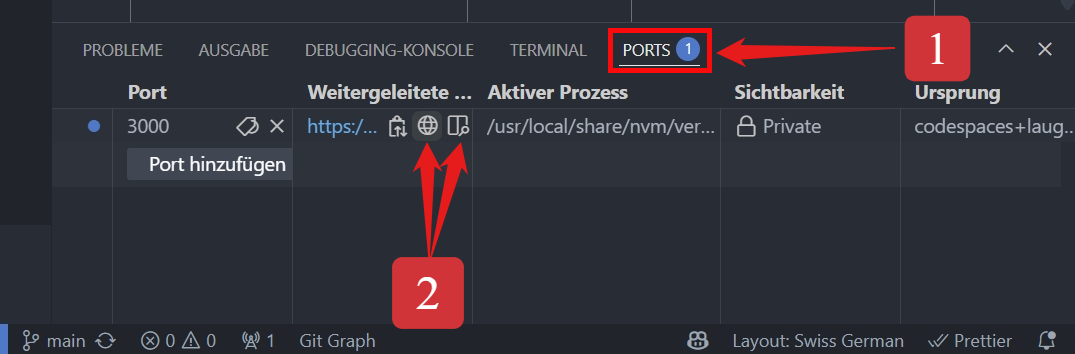 PROBLEME AUSGABE DEBUGGING-KONSOLE TERMINAL PORTS 1 1
Port Weitergeleitete ... Aktiver Prozess Sichtbarkeit Ursprung
3000 https:/... /usr/local/share/nvm/ver... Private codespaces+laug...
Port hinzufügen
2
main 0 0 1 Git Graph Layout: Swiss German Prettier